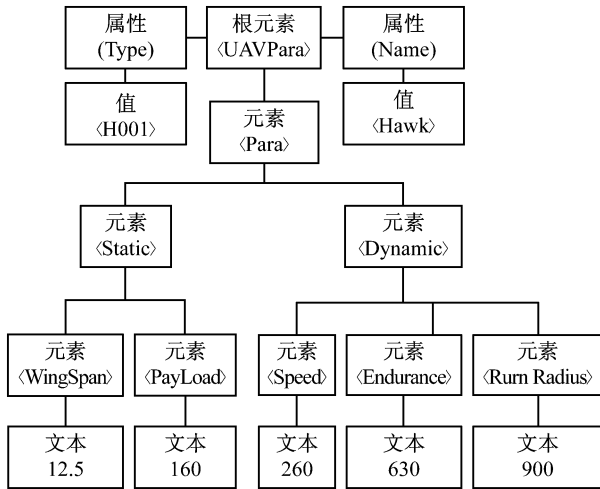 属性
(Type)
根元素
〈UAVPara〉
属性
(Name)
值
〈H001〉
值
〈Hawk〉
元素
〈Para〉
元素
〈Static〉
元素
〈Dynamic〉
元素
〈WingSpan〉
元素
〈PayLoad〉
元素
〈Speed〉
元素
〈Endurance〉
元素
〈Rurn Radius〉
文本
12.5
文本
160
文本
260
文本
630
文本
900